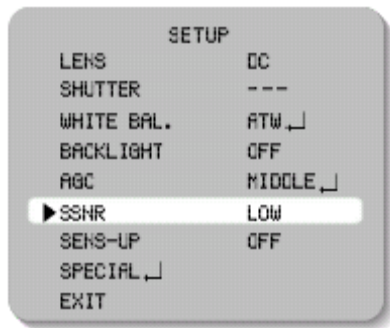 SETUP
LENS DC
SHUTTER ---
WHITE BAL. ATW↵
BACKLIGHT OFF
AGC MIDDLE↵
▶SSNR LOW
SENS-UP OFF
SPECIAL↵
EXIT